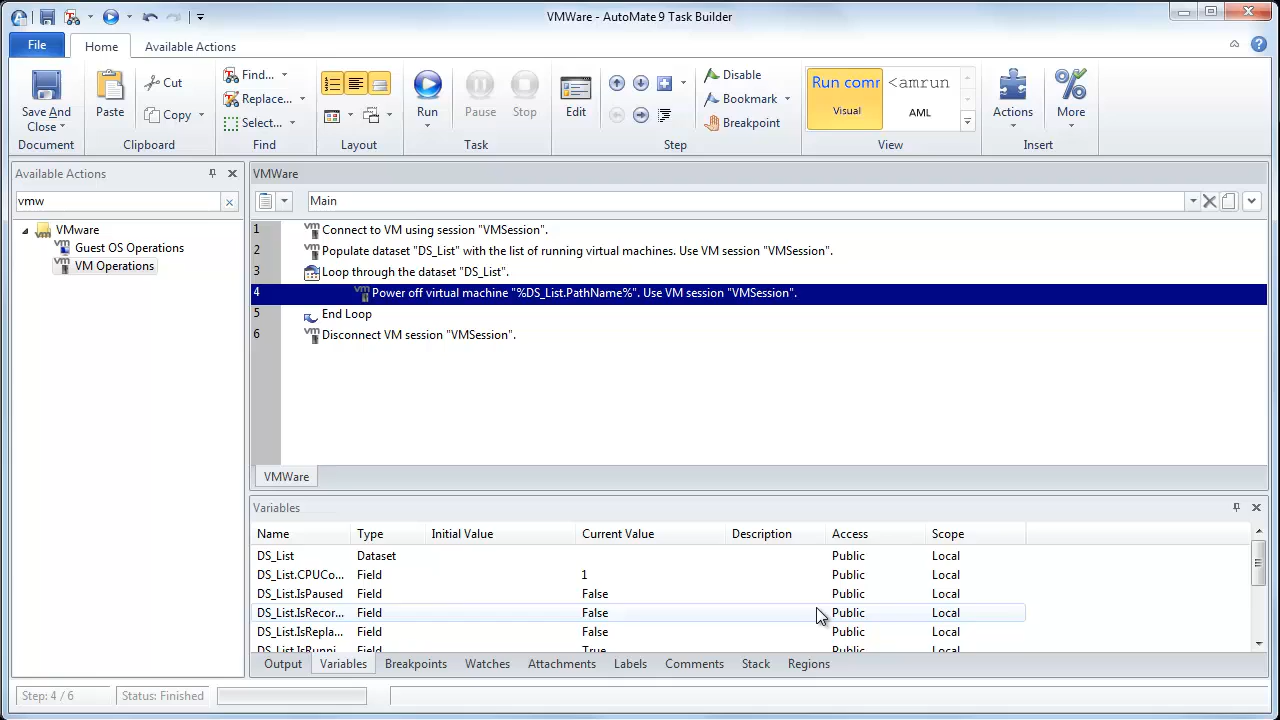 VMWare - AutoMate 9 Task Builder
File
Home
Available Actions
Save And Close
Document
Paste
Cut
Copy
Clipboard
Find...
Replace...
Select...
Find
Layout
Run
Pause
Stop
Task
Edit
Disable
Bookmark
Breakpoint
Step
Run comr
Visual
<amrun
AML
View
Actions
More
Insert
Available Actions
vmw
VMware
Guest OS Operations
VM Operations
VMWare
Main
1 Connect to VM using session "VMSession".
2 Populate dataset "DS_List" with the list of running virtual machines. Use VM session "VMSession".
3 Loop through the dataset "DS_List".
4 Power off virtual machine "%DS_List.PathName%". Use VM session "VMSession".
5 End Loop
6 Disconnect VM session "VMSession".
VMWare
Variables
Name Type Initial Value Current Value Description Access Scope
DS_List Dataset Public Local
DS_List.CPUCo... Field 1 Public Local
DS_List.IsPaused Field False Public Local
DS_List.IsRecor... Field False Public Local
DS_List.IsRepla... Field False Public Local
DS_List.IsRunni... Field True Public Local
Output Variables Breakpoints Watches Attachments Labels Comments Stack Regions
Step: 4 / 6 Status: Finished